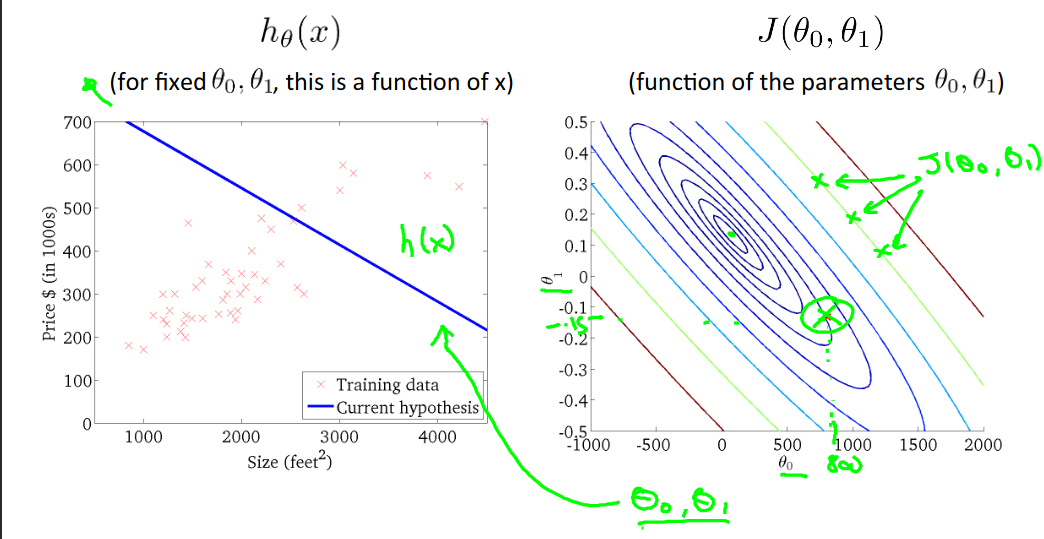 hθ(x)
(for fixed θ0, θ1, this is a function of x)
700
600
500
400
300
200
100
0
1000
2000
3000
4000
Price $ (in 1000s)
Size (feet²)
h(x)
Training data
Current hypothesis
θ0, θ1
J(θ0, θ1)
(function of the parameters θ0, θ1)
0.5
0.4
0.3
0.2
0.1
0
-0.1
-0.2
-0.3
-0.4
-0.5
-1000
-500
0
500
1000
1500
2000
θ1
θ0
J(θ0, θ1)
-.15
800